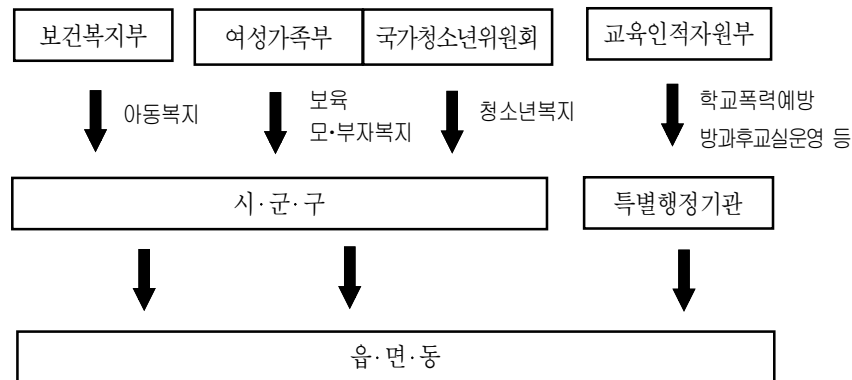 보건복지부
여성가족부
국가청소년위원회
교육인적자원부
아동복지
보육
모·부자복지
청소년복지
학교폭력예방
방과후교실운영 등
시·군·구
특별행정기관
읍·면·동